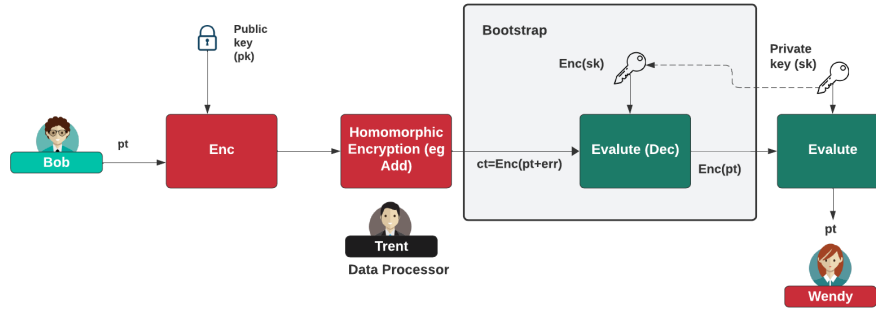 Bootstrap
Public
key
(pk)
Enc(sk)
Private
key (sk)
Bob
pt
Enc
Homomorphic
Encryption (eg
Add)
ct=Enc(pt+err)
Evalute (Dec)
Enc(pt)
Evalute
Trent
Data Processor
pt
Wendy